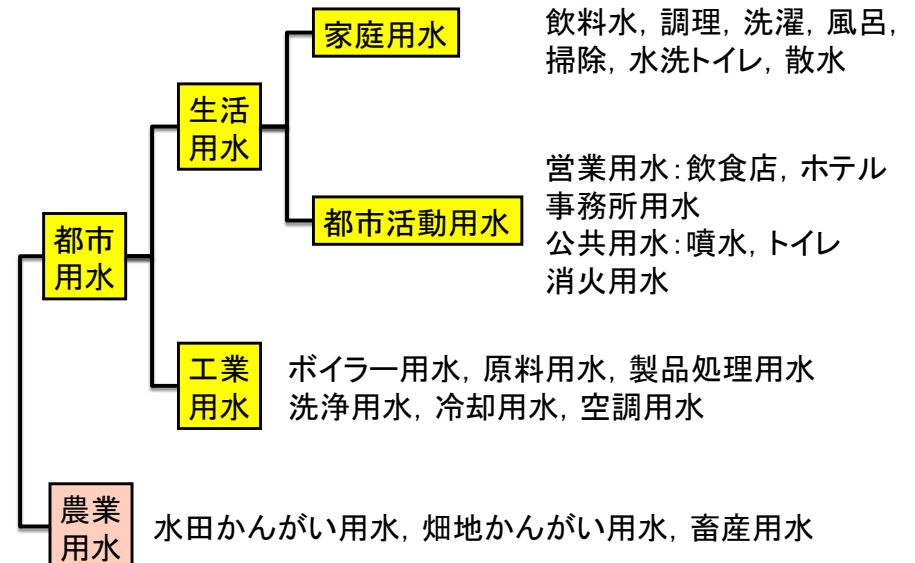 家庭用水
飲料水, 調理, 洗濯, 風呂,
掃除, 水洗トイレ, 散水
生活
用水
都市活動用水
営業用水:飲食店, ホテル
事務所用水
公共用水:噴水, トイレ
消火用水
都市
用水
工業
用水
ボイラー用水, 原料用水, 製品処理用水
洗浄用水, 冷却用水, 空調用水
農業
用水
水田かんがい用水, 畑地かんがい用水, 畜産用水